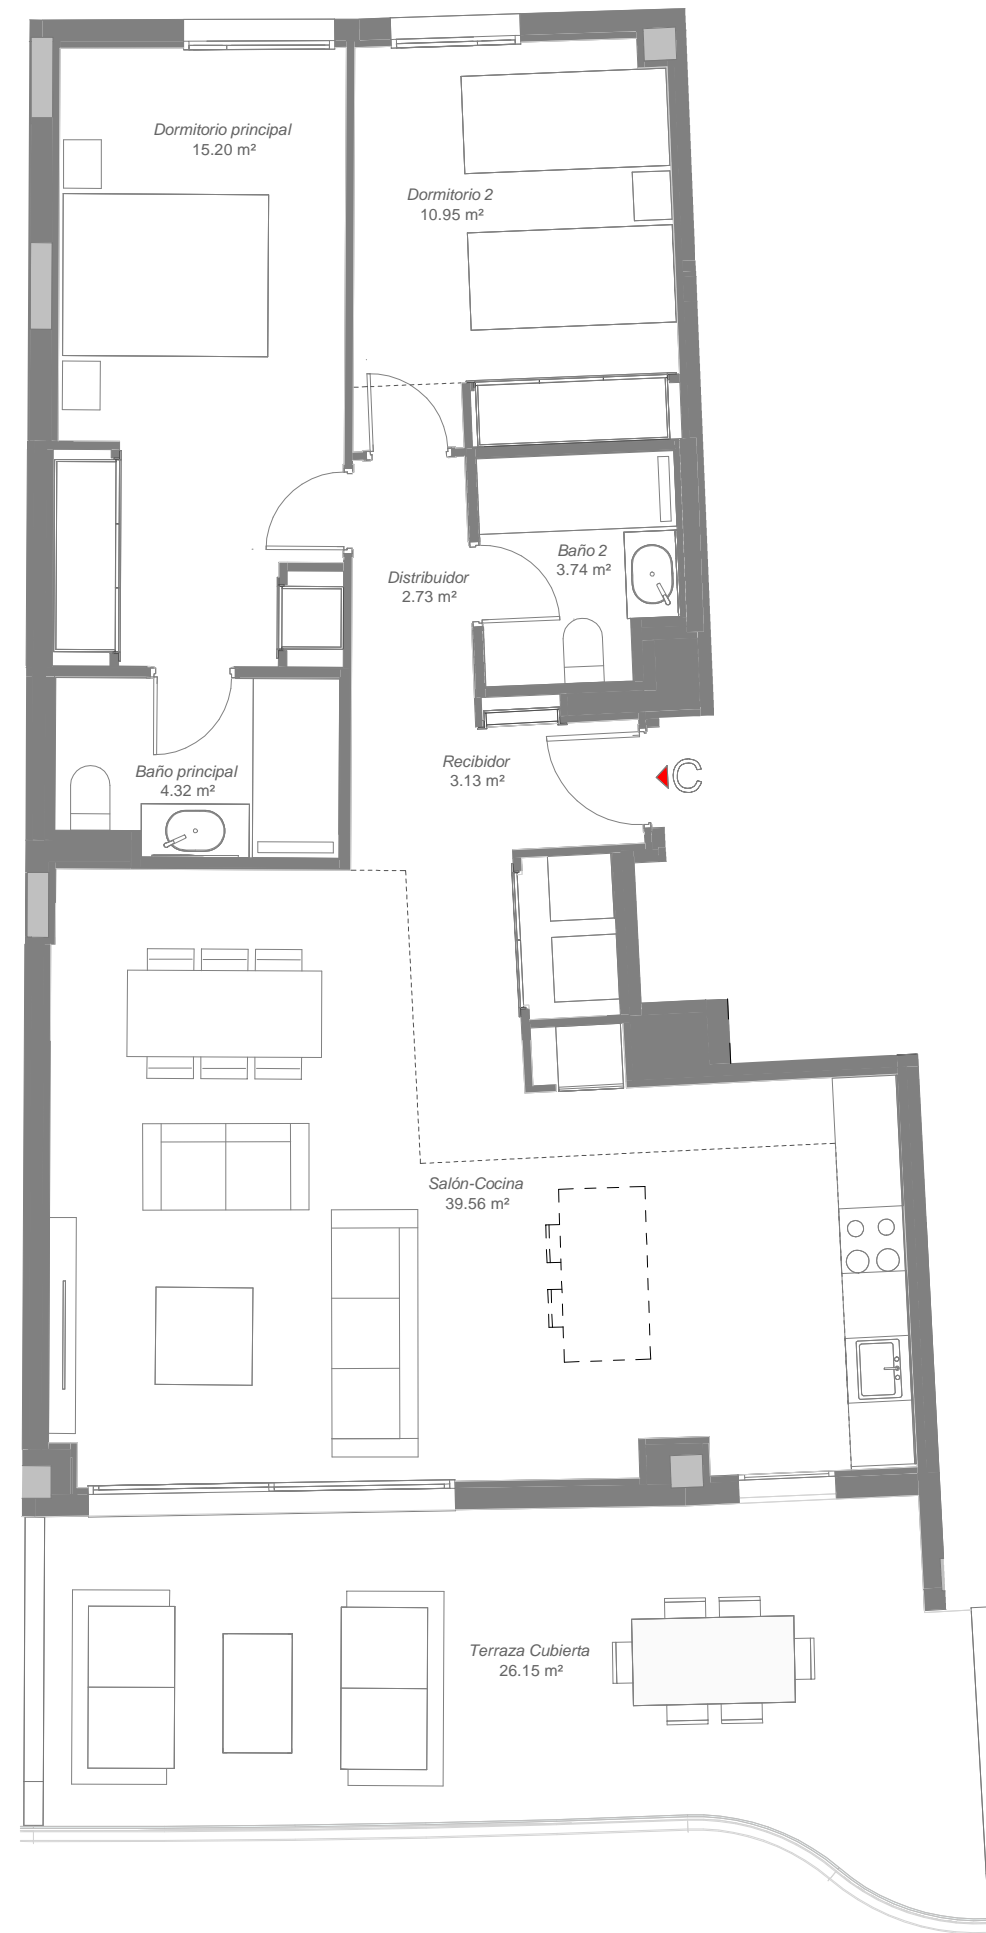 Dormitorio principal
15.20 m²
Dormitorio 2
10.95 m²
Baño 2
3.74 m²
Distribuidor
2.73 m²
Recibidor
3.13 m²
C
Baño principal
4.32 m²
Salón-Cocina
39.56 m²
Terraza Cubierta
26.15 m²